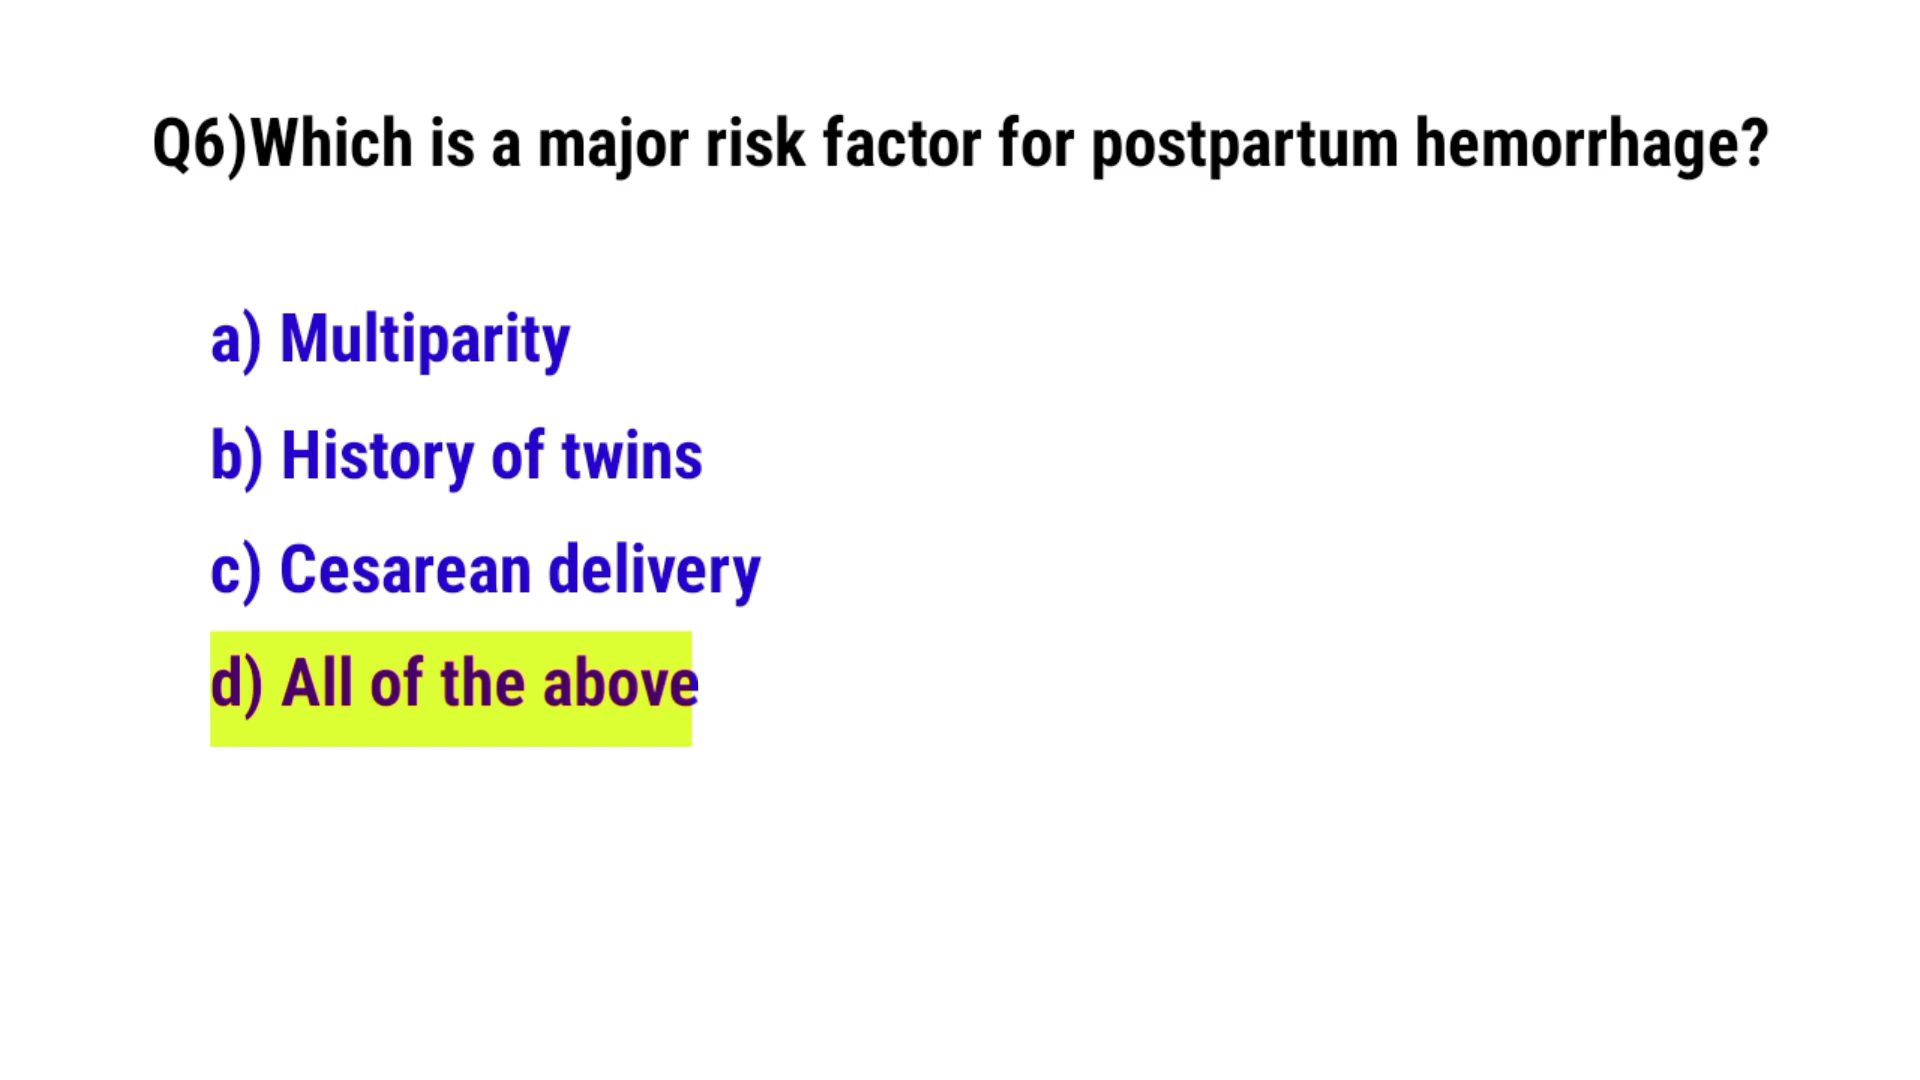 Q6)Which is a major risk factor for postpartum hemorrhage?
a) Multiparity
b) History of twins
c) Cesarean delivery
d) All of the above